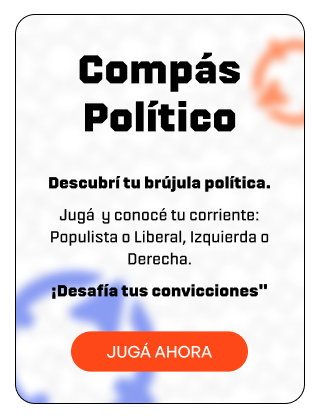 Compás
Político
Descubrí tu brújula política.
Jugá y conocé tu corriente:
Populista o Liberal, Izquierda o
Derecha.
¡Desafía tus convicciones"
JUGÁ AHORA